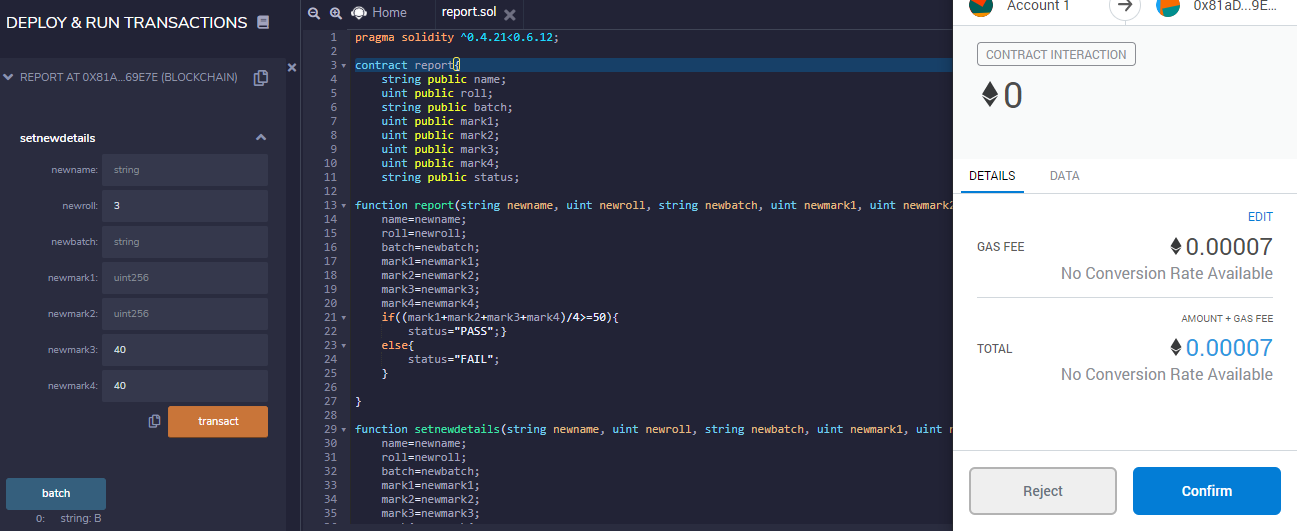 DEPLOY & RUN TRANSACTIONS
REPORT AT 0X81A...69E7E (BLOCKCHAIN)
setnewdetails
newname: string
newroll: 3
newbatch: string
newmark1: uint256
newmark2: uint256
newmark3: 40
newmark4: 40
transact
batch
0: string: B
Home
report.sol
1 pragma solidity ^0.4.21<0.6.12;
2
3 contract report{
4 string public name;
5 uint public roll;
6 string public batch;
7 uint public mark1;
8 uint public mark2;
9 uint public mark3;
10 uint public mark4;
11 string public status;
12
13 function report(string newname, uint newroll, string newbatch, uint newmark1, uint newmark2
14 name=newname;
15 roll=newroll;
16 batch=newbatch;
17 mark1=newmark1;
18 mark2=newmark2;
19 mark3=newmark3;
20 mark4=newmark4;
21 if((mark1+mark2+mark3+mark4)/4>=50){
22 status="PASS";}
23 else{
24 status="FAIL";
25 }
26
27 }
28
29 function setnewdetails(string newname, uint newroll, string newbatch, uint newmark1, uint n
30 name=newname;
31 roll=newroll;
32 batch=newbatch;
33 mark1=newmark1;
34 mark2=newmark2;
35 mark3=newmark3;
Account 1
0x81aD...9E...
CONTRACT INTERACTION
0
DETAILS
DATA
EDIT
GAS FEE
0.00007
No Conversion Rate Available
AMOUNT + GAS FEE
TOTAL
0.00007
No Conversion Rate Available
Reject
Confirm